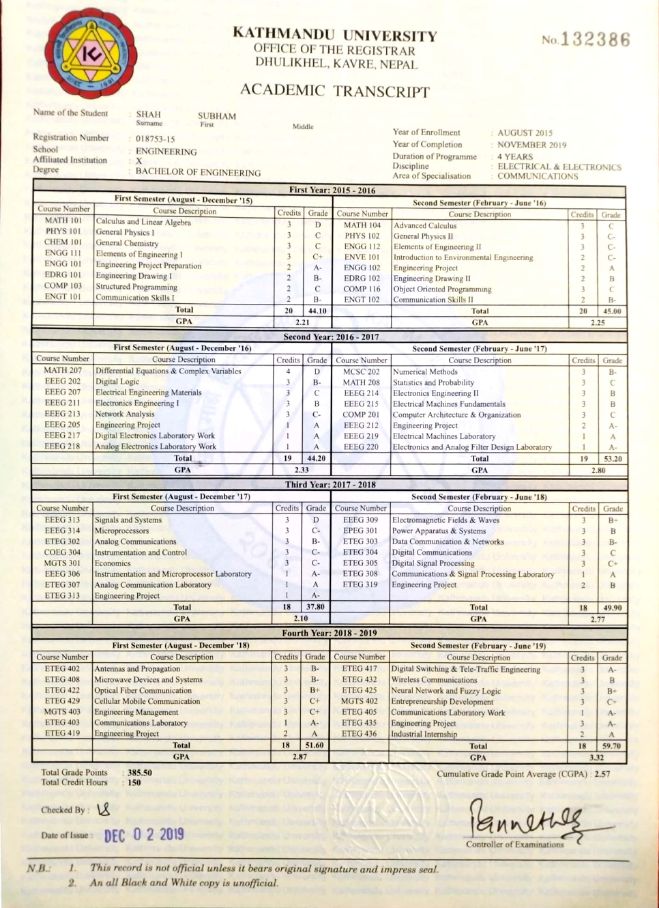 KATHMANDU UNIVERSITY
OFFICE OF THE REGISTRAR
DHULIKHEL, KAVRE, NEPAL
No. 132386
ACADEMIC TRANSCRIPT
Name of the Student : SHAH SUBHAM
Surname First Middle
Registration Number : 018753-15
School : ENGINEERING
Affiliated Institution : X
Degree : BACHELOR OF ENGINEERING
Year of Enrollment : AUGUST 2015
Year of Completion : NOVEMBER 2019
Duration of Programme : 4 YEARS
Discipline : ELECTRICAL & ELECTRONICS
Area of Specialisation : COMMUNICATIONS
First Year: 2015 - 2016
First Semester (August - December '15)
Course Number Course Description Credits Grade
MATH 101 Calculus and Linear Algebra 3 D
PHYS 101 General Physics I 3 C
CHEM 101 General Chemistry 3 C
ENGG 111 Elements of Engineering I 3 C+
ENGG 101 Engineering Project Preparation 2 A-
EDRG 101 Engineering Drawing I 2 B-
COMP 103 Structured Programming 2 C
ENGT 101 Communication Skills I 2 B-
Total 20 44.10
GPA 2.21
Second Semester (February - June '16)
Course Number Course Description Credits Grade
MATH 104 Advanced Calculus 3 C
PHYS 102 General Physics II 3 C-
ENGG 112 Elements of Engineering II 3 C-
ENVE 101 Introduction to Environmental Engineering 2 C-
ENGG 102 Engineering Project 2 A
EDRG 102 Engineering Drawing II 2 B
COMP 116 Object Oriented Programming 3 C
ENGT 102 Communication Skills II 2 B-
Total 20 45.00
GPA 2.25
Second Year: 2016 - 2017
First Semester (August - December '16)
Course Number Course Description Credits Grade
MATH 207 Differential Equations & Complex Variables 4 D
EEEG 202 Digital Logic 3 B-
EEEG 207 Electrical Engineering Materials 3 C
EEEG 211 Electronics Engineering I 3 B
EEEG 213 Network Analysis 3 C-
EEEG 205 Engineering Project 1 A
EEEG 217 Digital Electronics Laboratory Work 1 A
EEEG 218 Analog Electronics Laboratory Work 1 A
Total 19 44.20
GPA 2.33
Second Semester (February - June '17)
Course Number Course Description Credits Grade
MCSC 202 Numerical Methods 3 B-
MATH 208 Statistics and Probability 3 C
EEEG 214 Electronics Engineering II 3 B
EEEG 215 Electrical Machines Fundamentals 3 B
COMP 201 Computer Architecture & Organization 3 C
EEEG 212 Engineering Project 2 A-
EEEG 219 Electrical Machines Laboratory 1 A
EEEG 220 Electronics and Analog Filter Design Laboratory 1 A-
Total 19 53.20
GPA 2.80
Third Year: 2017 - 2018
First Semester (August - December '17)
Course Number Course Description Credits Grade
EEEG 313 Signals and Systems 3 D
EEEG 314 Microprocessors 3 C-
ETEG 302 Analog Communications 3 B-
COEG 304 Instrumentation and Control 3 C-
MGTS 301 Economics 3 C-
EEEG 306 Instrumentation and Microprocessor Laboratory 1 A-
ETEG 307 Analog Communication Laboratory 1 A
ETEG 313 Engineering Project 1 A-
Total 18 37.80
GPA 2.10
Second Semester (February - June '18)
Course Number Course Description Credits Grade
EEEG 309 Electromagnetic Fields & Waves 3 B+
EPEG 301 Power Apparatus & Systems 3 B
ETEG 303 Data Communication & Networks 3 B-
ETEG 304 Digital Communications 3 C
ETEG 305 Digital Signal Processing 3 C+
ETEG 308 Communications & Signal Processing Laboratory 1 A
ETEG 319 Engineering Project 2 B
Total 18 49.90
GPA 2.77
Fourth Year: 2018 - 2019
First Semester (August - December '18)
Course Number Course Description Credits Grade
ETEG 402 Antennas and Propagation 3 B-
ETEG 408 Microwave Devices and Systems 3 B-
ETEG 422 Optical Fiber Communication 3 B+
ETEG 429 Cellular Mobile Communication 3 C+
MGTS 403 Engineering Management 3 C+
ETEG 403 Communications Laboratory 1 A-
ETEG 419 Engineering Project 2 A
Total 18 51.60
GPA 2.87
Second Semester (February - June '19)
Course Number Course Description Credits Grade
ETEG 417 Digital Switching & Tele-Traffic Engineering 3 A-
ETEG 432 Wireless Communications 3 B
ETEG 425 Neural Network and Fuzzy Logic 3 B+
MGTS 402 Entrepreneurship Development 3 C+
ETEG 405 Communications Laboratory Work 1 A-
ETEG 435 Engineering Project 3 A-
ETEG 436 Industrial Internship 2 A
Total 18 59.70
GPA 3.32
Total Grade Points : 385.50
Total Credit Hours : 150
Cumulative Grade Point Average (CGPA) : 2.57
Checked By :
Date of Issue : DEC 02 2019
Controller of Examinations
N.B.: 1. This record is not official unless it bears original signature and impress seal.
2. An all Black and White copy is unofficial.